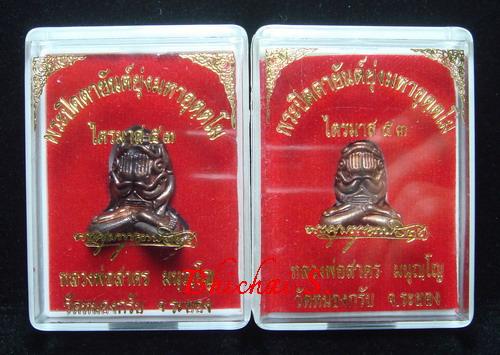 พระปิดตายันต์ยุ่งมหาอุตตโม
ไตรมาส ๕๓
หลวงพ่อสาคร มนุญโญ
วัดหนองกรับ จ.ระยอง
พระปิดตายันต์ยุ่งมหาอุตตโม
ไตรมาส ๕๓
หลวงพ่อสาคร มนุญโญ
วัดหนองกรับ จ.ระยอง